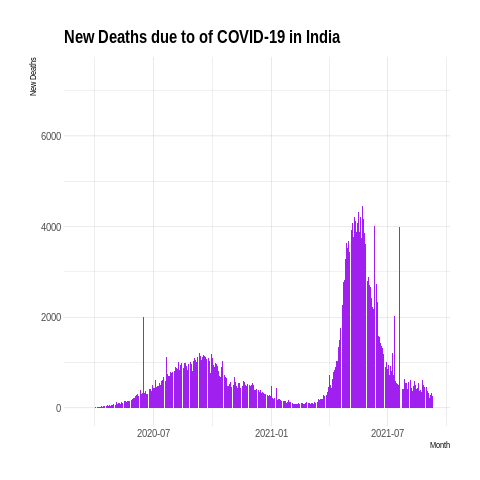 New Deaths due to of COVID-19 in India
New Deaths
6000
4000
2000
0
2020-07
2021-01
2021-07
Month